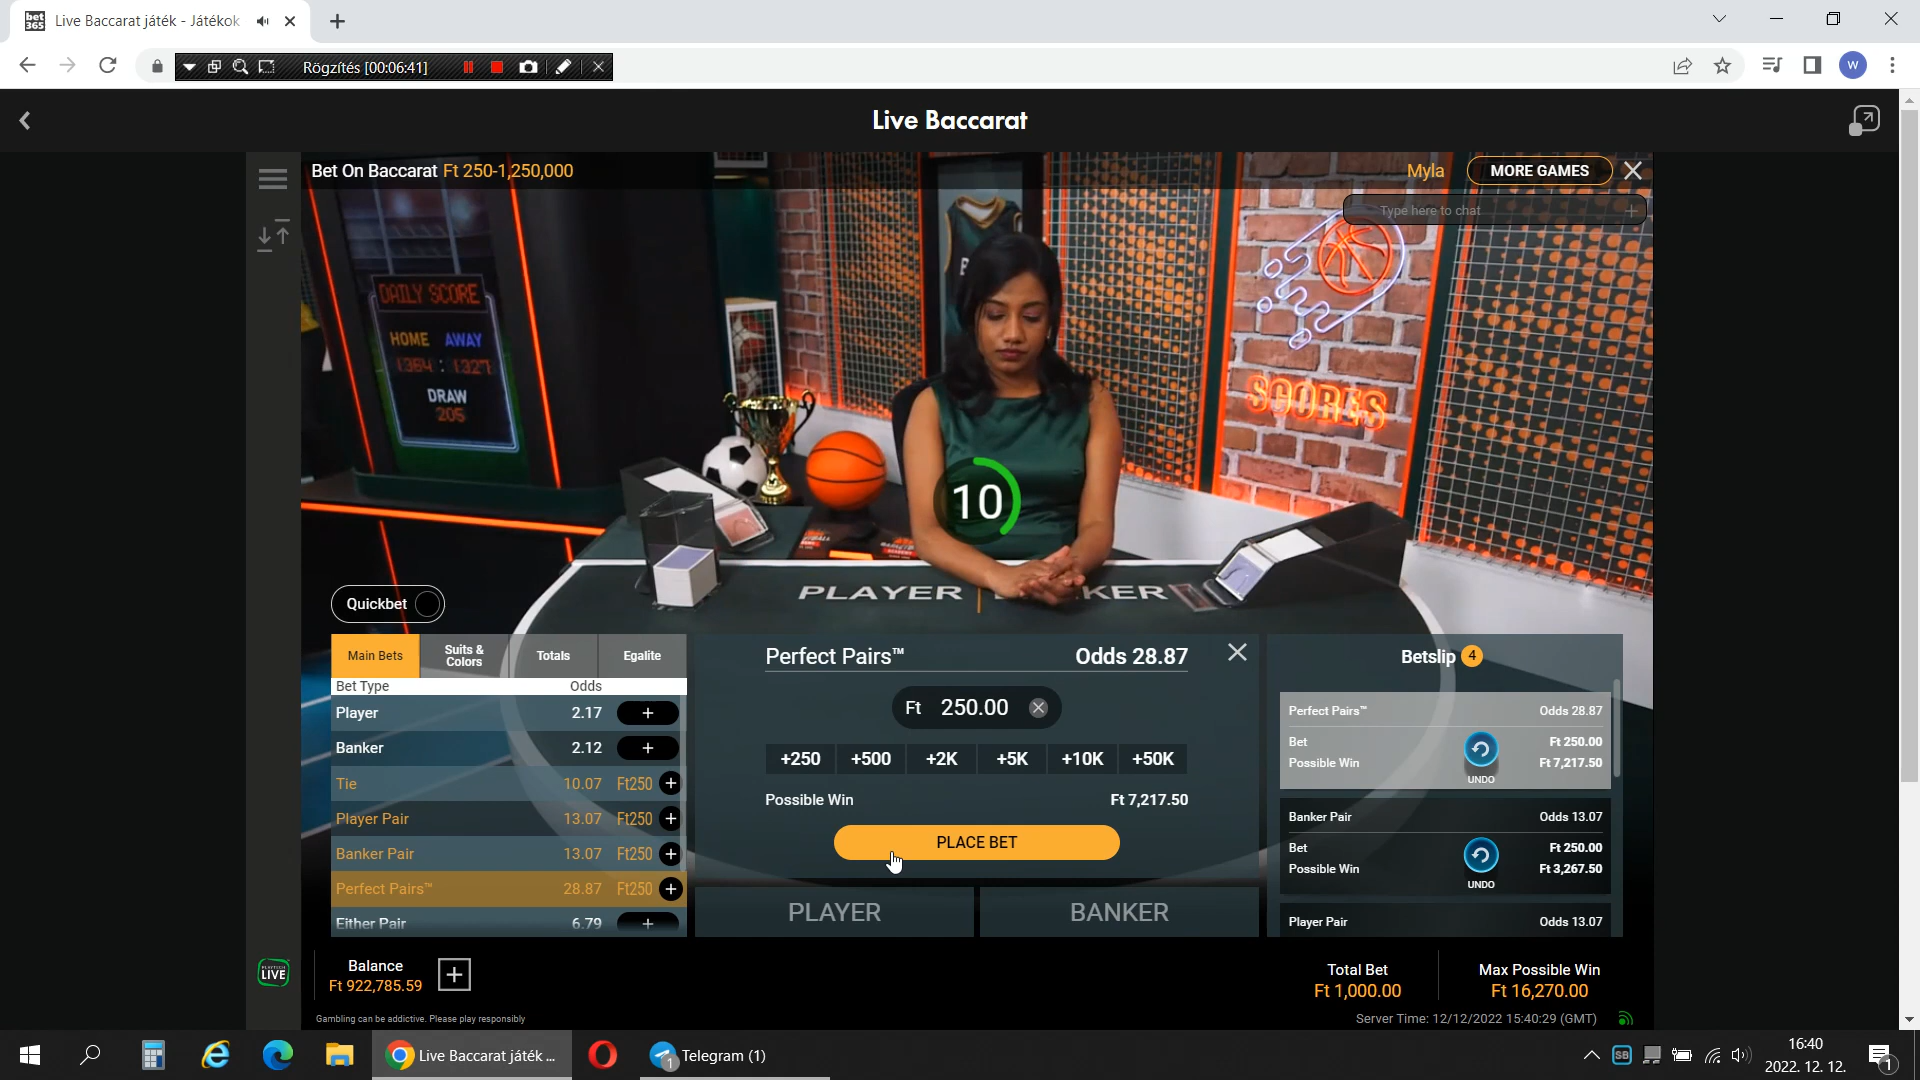 bet365
Live Baccarat játék - Játékok
Rögzítés [00:06:41]
W
Live Baccarat
Bet On Baccarat Ft 250-1,250,000
Myla
MORE GAMES
Type here to chat
DAILY SCORE
HOME AWAY
1364 : 1327
DRAW
205
SCORES
10
PLAYER
Quickbet
Main Bets
Suits & Colors
Totals
Egalite
Bet Type Odds
Player 2.17 +
Banker 2.12 +
Tie 10.07 Ft250 +
Player Pair 13.07 Ft250 +
Banker Pair 13.07 Ft250 +
Perfect Pairs™ 28.87 Ft250 +
Either Pair 6.79 +
Perfect Pairs™ Odds 28.87
Ft 250.00
+250 +500 +2K +5K +10K +50K
Possible Win Ft 7,217.50
PLACE BET
PLAYER
BANKER
Betslip 4
Perfect Pairs™ Odds 28.87
Bet Ft 250.00
Possible Win Ft 7,217.50
UNDO
Banker Pair Odds 13.07
Bet Ft 250.00
Possible Win Ft 3,267.50
UNDO
Player Pair Odds 13.07
LIVE
Balance
Ft 922,785.59
Total Bet
Ft 1,000.00
Max Possible Win
Ft 16,270.00
Gambling can be addictive. Please play responsibly
Server Time: 12/12/2022 15:40:29 (GMT)
Live Baccarat játék ...
1
Telegram (1)
SB
16:40
2022. 12. 12.
1